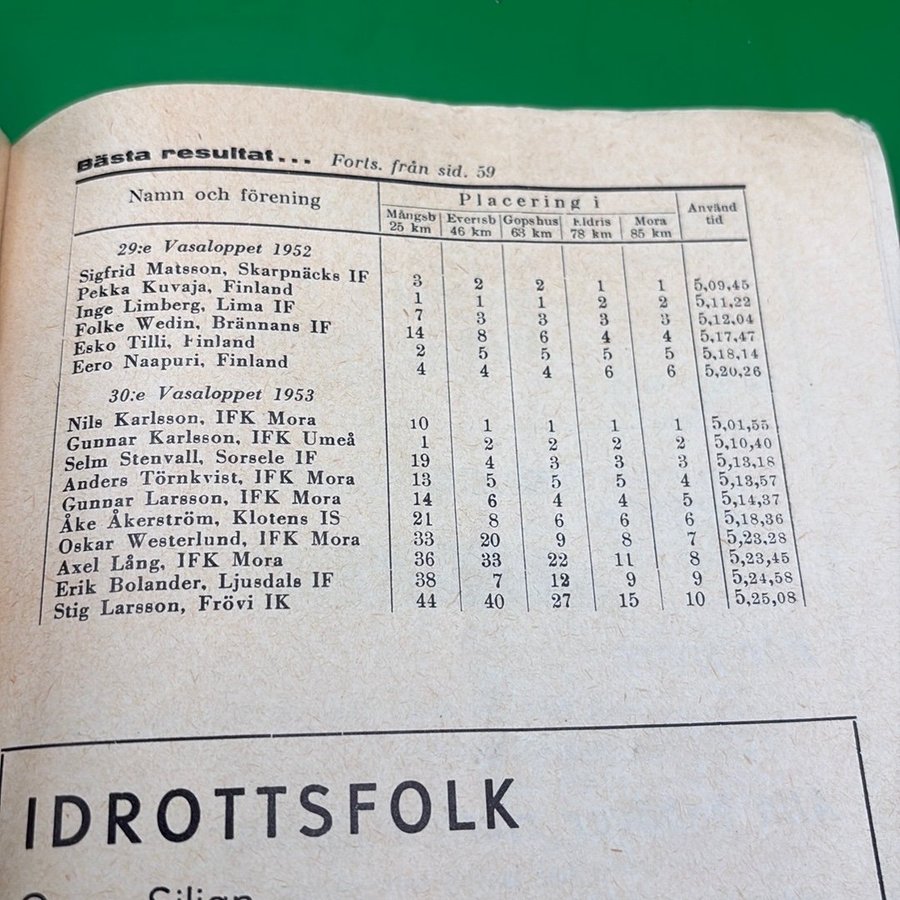 Bästa resultat... Forts. från sid. 59
Namn och förening Placering i Använd tid
Mångsb 25 km Evertsb 46 km Gopshus 63 km Eldris 78 km Mora 85 km
29:e Vasaloppet 1952
Sigfrid Matsson, Skarpnäcks IF 3 2 2 1 1 5,09,45
Pekka Kuvaja, Finland 1 1 1 2 2 5,11,22
Inge Limberg, Lima IF 7 3 3 3 3 5,12,04
Folke Wedin, Brännans IF 14 8 6 4 4 5,17,47
Esko Tilli, Finland 2 5 5 5 5 5,18,14
Eero Naapuri, Finland 4 4 4 6 6 5,20,26
30:e Vasaloppet 1953
Nils Karlsson, IFK Mora 10 1 1 1 1 5,01,55
Gunnar Karlsson, IFK Umeå 1 2 2 2 2 5,10,40
Selm Stenvall, Sorsele IF 19 4 3 3 3 5,13,18
Anders Törnkvist, IFK Mora 13 5 5 5 4 5,13,57
Gunnar Larsson, IFK Mora 14 6 4 4 5 5,14,37
Åke Åkerström, Klotens IS 21 8 6 6 6 5,18,36
Oskar Westerlund, IFK Mora 33 20 9 8 7 5,23,28
Axel Lång, IFK Mora 36 33 22 11 8 5,23,45
Erik Bolander, Ljusdals IF 38 7 12 9 9 5,24,58
Stig Larsson, Frövi IK 44 40 27 15 10 5,25,08
IDROTTSFOLK
Siljan